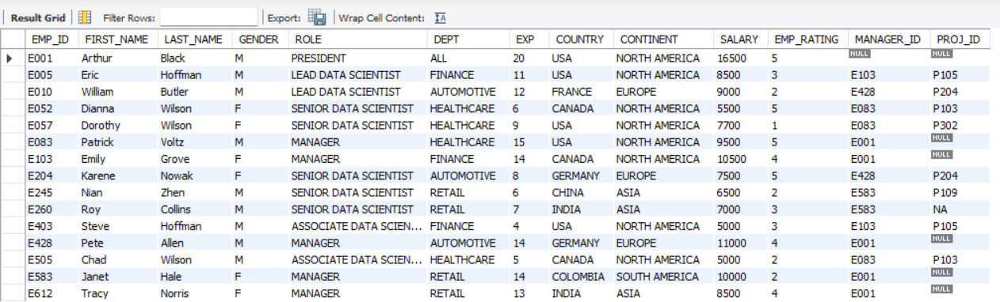 Result Grid Filter Rows: Export: Wrap Cell Content: IA
EMP_ID FIRST_NAME LAST_NAME GENDER ROLE DEPT EXP COUNTRY CONTINENT SALARY EMP_RATING MANAGER_ID PROJ_ID
E001 Arthur Black M PRESIDENT ALL 20 USA NORTH AMERICA 16500 5 NULL NULL
E005 Eric Hoffman M LEAD DATA SCIENTIST FINANCE 11 USA NORTH AMERICA 8500 3 E103 P105
E010 William Butler M LEAD DATA SCIENTIST AUTOMOTIVE 12 FRANCE EUROPE 9000 2 E428 P204
E052 Dianna Wilson F SENIOR DATA SCIENTIST HEALTHCARE 6 CANADA NORTH AMERICA 5500 5 E083 P103
E057 Dorothy Wilson F SENIOR DATA SCIENTIST HEALTHCARE 9 USA NORTH AMERICA 7700 1 E083 P302
E083 Patrick Voltz M MANAGER HEALTHCARE 15 USA NORTH AMERICA 9500 5 E001 NULL
E103 Emily Grove F MANAGER FINANCE 14 CANADA NORTH AMERICA 10500 4 E001 NULL
E204 Karene Nowak F SENIOR DATA SCIENTIST AUTOMOTIVE 8 GERMANY EUROPE 7500 5 E428 P204
E245 Nian Zhen M SENIOR DATA SCIENTIST RETAIL 6 CHINA ASIA 6500 2 E583 P109
E260 Roy Collins M SENIOR DATA SCIENTIST RETAIL 7 INDIA ASIA 7000 3 E583 NA
E403 Steve Hoffman M ASSOCIATE DATA SCIEN... FINANCE 4 USA NORTH AMERICA 5000 3 E103 P105
E428 Pete Allen M MANAGER AUTOMOTIVE 14 GERMANY EUROPE 11000 4 E001 NULL
E505 Chad Wilson M ASSOCIATE DATA SCIEN... HEALTHCARE 5 CANADA NORTH AMERICA 5000 2 E083 P103
E583 Janet Hale F MANAGER RETAIL 14 COLOMBIA SOUTH AMERICA 10000 2 E001 NULL
E612 Tracy Norris F MANAGER RETAIL 13 INDIA ASIA 8500 4 E001 NULL